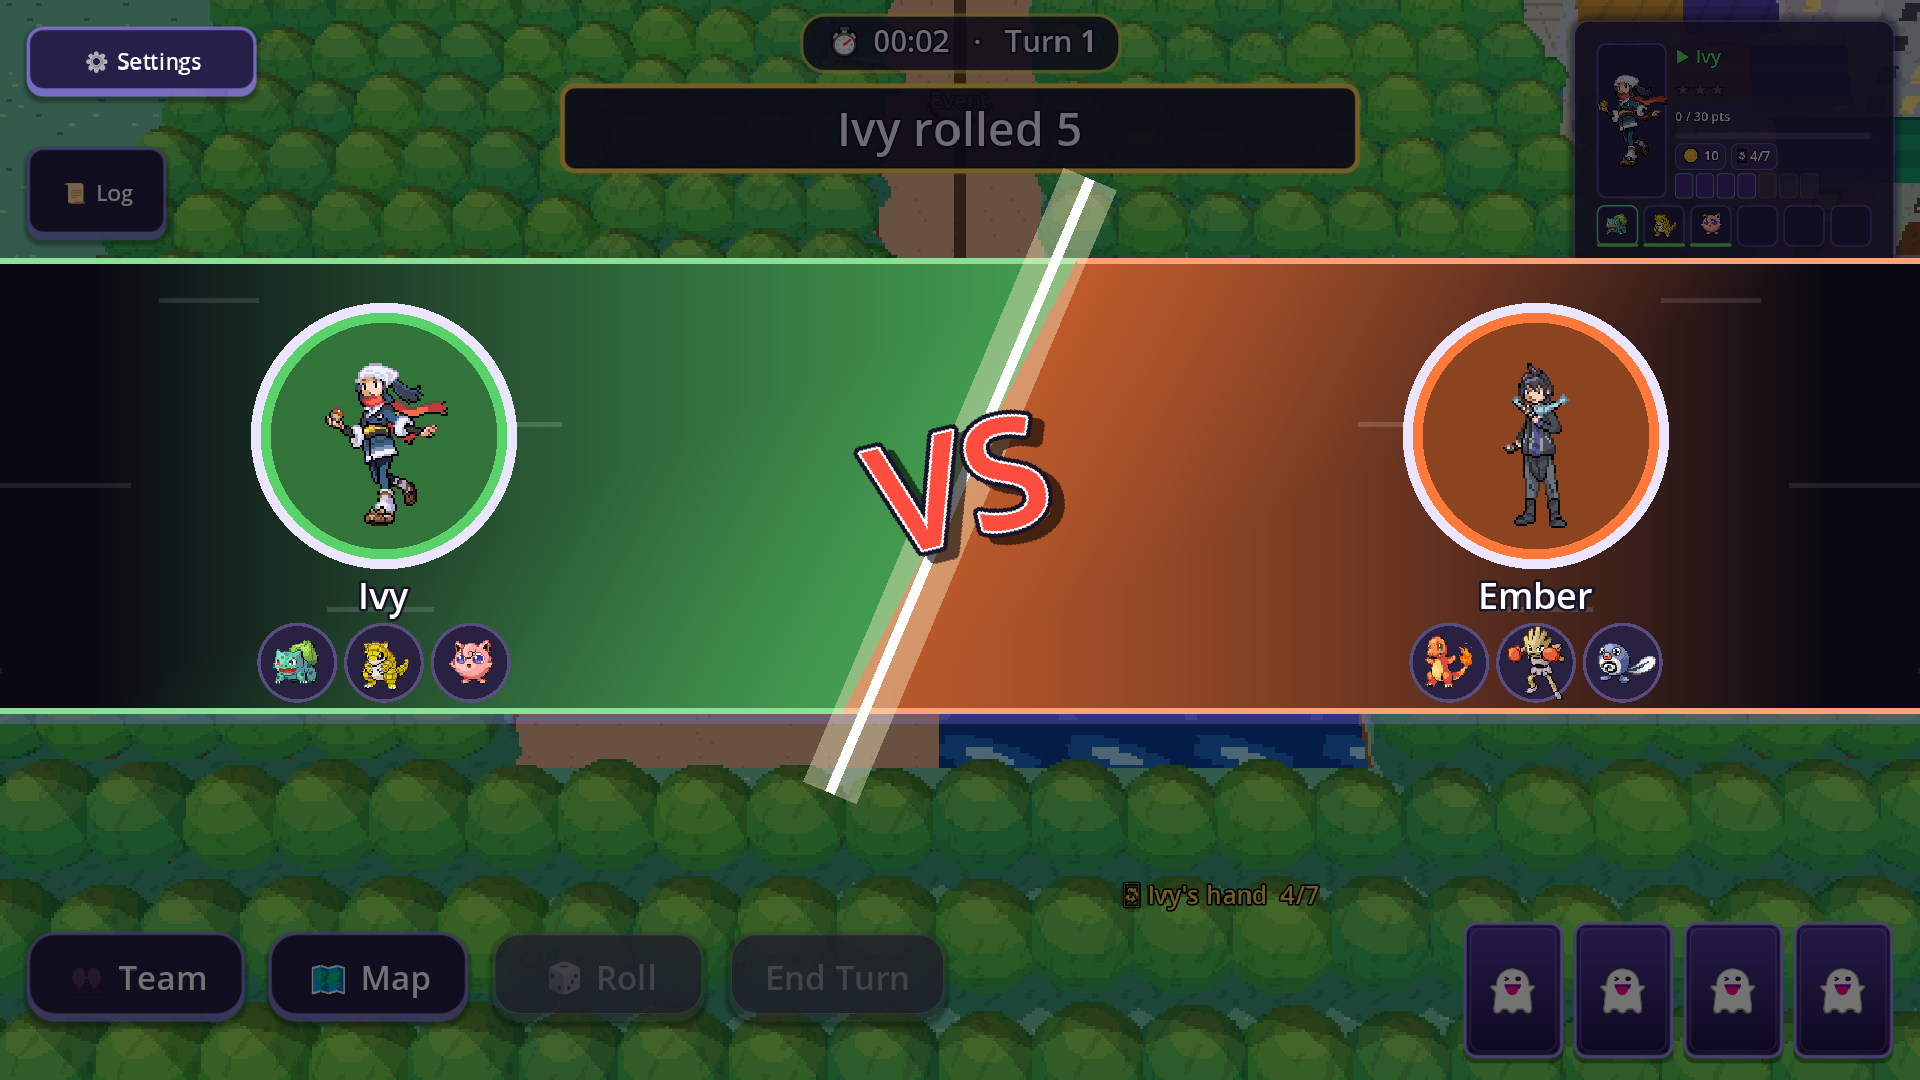 Settings
00:02 · Turn 1
Event
Ivy rolled 5
Log
Ivy
0 / 30 pts
10
4/7
VS
Ivy
Ember
Ivy's hand 4/7
Team
Map
Roll
End Turn